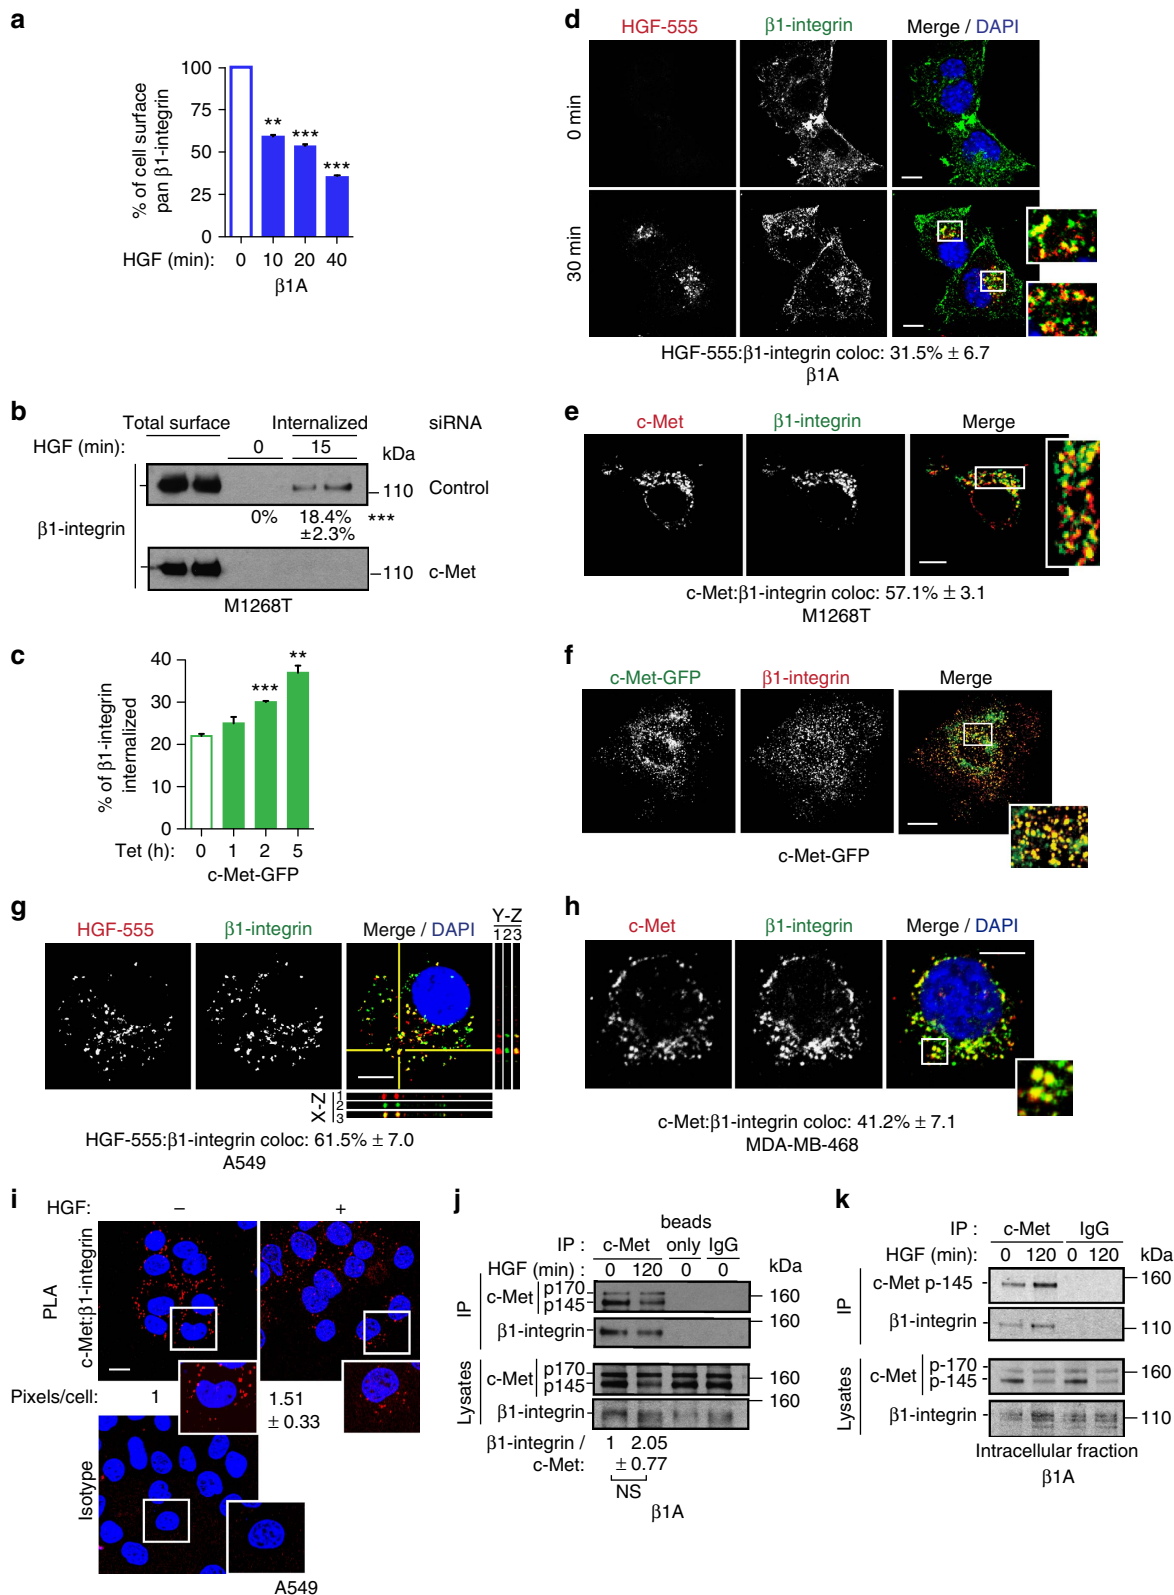 a
% of cell surface
pan β1-integrin
100
75
50
25
0
**
***
***
HGF (min): 0 10 20 40
β1A
b
Total surface Internalized siRNA
HGF (min): 0 15 kDa
β1-integrin
110 Control
0% 18.4% ***
±2.3%
110 c-Met
M1268T
c
% of β1-integrin
internalized
40
30
20
10
0
***
**
Tet (h): 0 1 2 5
c-Met-GFP
d
HGF-555 β1-integrin Merge / DAPI
0 min
30 min
HGF-555:β1-integrin coloc: 31.5% ± 6.7
β1A
e
c-Met β1-integrin Merge
c-Met:β1-integrin coloc: 57.1% ± 3.1
M1268T
f
c-Met-GFP β1-integrin Merge
c-Met-GFP
g
HGF-555 β1-integrin Merge / DAPI
Y-Z
1 2 3
X-Z
1
2
3
HGF-555:β1-integrin coloc: 61.5% ± 7.0
A549
h
c-Met β1-integrin Merge / DAPI
c-Met:β1-integrin coloc: 41.2% ± 7.1
MDA-MB-468
i
HGF: – +
PLA
c-Met:β1-integrin
Pixels/cell: 1 1.51
± 0.33
Isotype
A549
j
beads
IP : c-Met only IgG
HGF (min) : 0 120 0 0 kDa
IP
c-Met p170
p145
160
β1-integrin
160
Lysates
c-Met p170
p145
160
β1-integrin
160
β1-integrin / 1 2.05
c-Met: ± 0.77
NS
β1A
k
IP : c-Met IgG
HGF (min): 0 120 0 120 kDa
IP
c-Met p-145
160
β1-integrin
110
Lysates
c-Met p-170
p-145
160
β1-integrin
110
Intracellular fraction
β1A